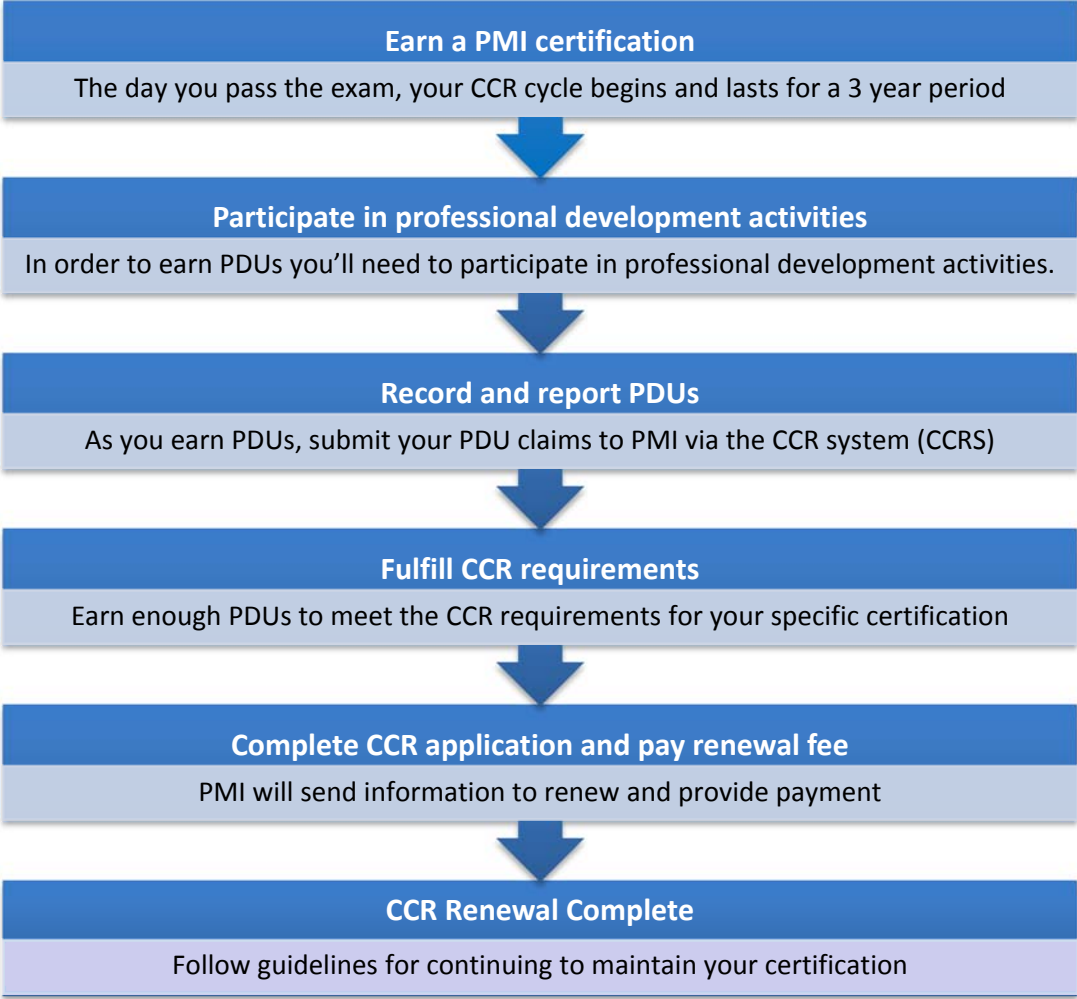 Earn a PMI certification
The day you pass the exam, your CCR cycle begins and lasts for a 3 year period
Participate in professional development activities
In order to earn PDUs you’ll need to participate in professional development activities.
Record and report PDUs
As you earn PDUs, submit your PDU claims to PMI via the CCR system (CCRS)
Fulfill CCR requirements
Earn enough PDUs to meet the CCR requirements for your specific certification
Complete CCR application and pay renewal fee
PMI will send information to renew and provide payment
CCR Renewal Complete
Follow guidelines for continuing to maintain your certification